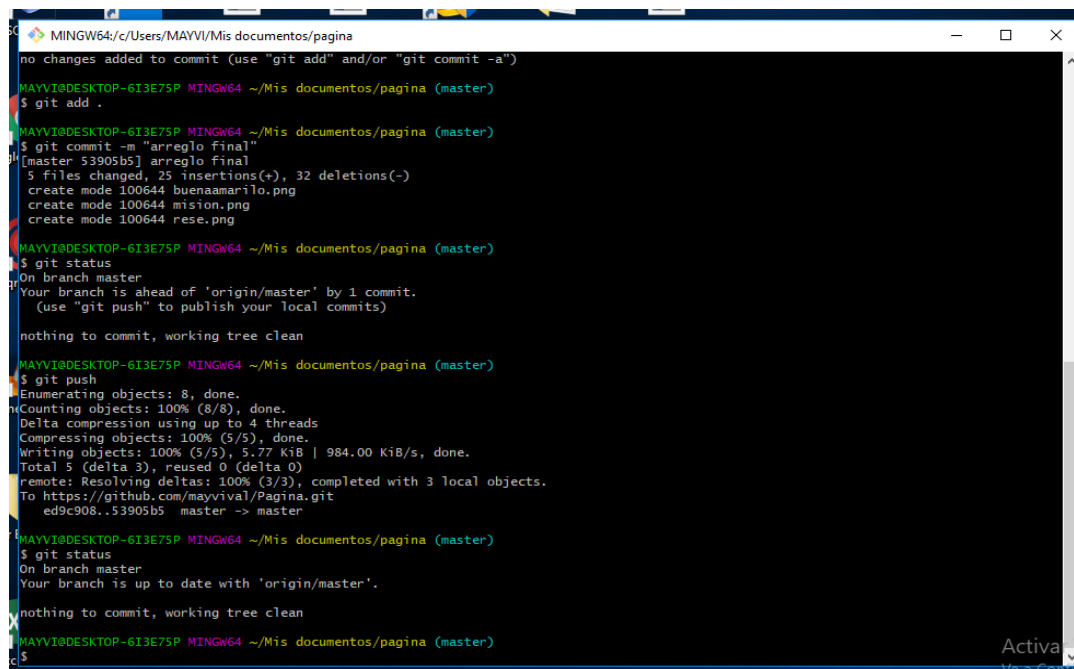 MINGW64:/c/Users/MAYVI/Mis documentos/pagina
no changes added to commit (use "git add" and/or "git commit -a")
MAYVI@DESKTOP-6I3E75P MINGW64 ~/Mis documentos/pagina (master)
$ git add .
MAYVI@DESKTOP-6I3E75P MINGW64 ~/Mis documentos/pagina (master)
$ git commit -m "arreglo final"
[master 53905b5] arreglo final
 5 files changed, 25 insertions(+), 32 deletions(-)
 create mode 100644 buenaamarilo.png
 create mode 100644 mision.png
 create mode 100644 rese.png
MAYVI@DESKTOP-6I3E75P MINGW64 ~/Mis documentos/pagina (master)
$ git status
On branch master
Your branch is ahead of 'origin/master' by 1 commit.
  (use "git push" to publish your local commits)
nothing to commit, working tree clean
MAYVI@DESKTOP-6I3E75P MINGW64 ~/Mis documentos/pagina (master)
$ git push
Enumerating objects: 8, done.
Counting objects: 100% (8/8), done.
Delta compression using up to 4 threads
Compressing objects: 100% (5/5), done.
Writing objects: 100% (5/5), 5.77 KiB | 984.00 KiB/s, done.
Total 5 (delta 3), reused 0 (delta 0)
remote: Resolving deltas: 100% (3/3), completed with 3 local objects.
To https://github.com/mayvival/Pagina.git
   ed9c908..53905b5  master -> master
MAYVI@DESKTOP-6I3E75P MINGW64 ~/Mis documentos/pagina (master)
$ git status
On branch master
Your branch is up to date with 'origin/master'.
nothing to commit, working tree clean
MAYVI@DESKTOP-6I3E75P MINGW64 ~/Mis documentos/pagina (master)
$
Activa